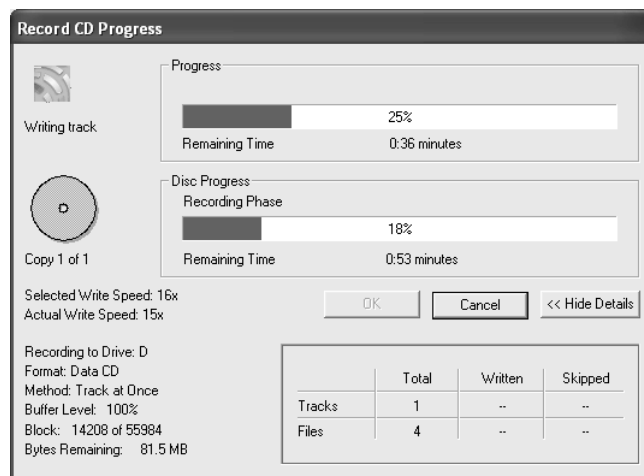 Record CD Progress
Progress
Writing track
25%
Remaining Time 0:36 minutes
Disc Progress
Recording Phase
18%
Copy 1 of 1
Remaining Time 0:53 minutes
Selected Write Speed: 16x
Actual Write Speed: 15x
OK Cancel << Hide Details
Recording to Drive: D
Format: Data CD
Method: Track at Once
Buffer Level: 100%
Block: 14208 of 55984
Bytes Remaining: 81.5 MB
Total Written Skipped
Tracks 1 -- --
Files 4 -- --